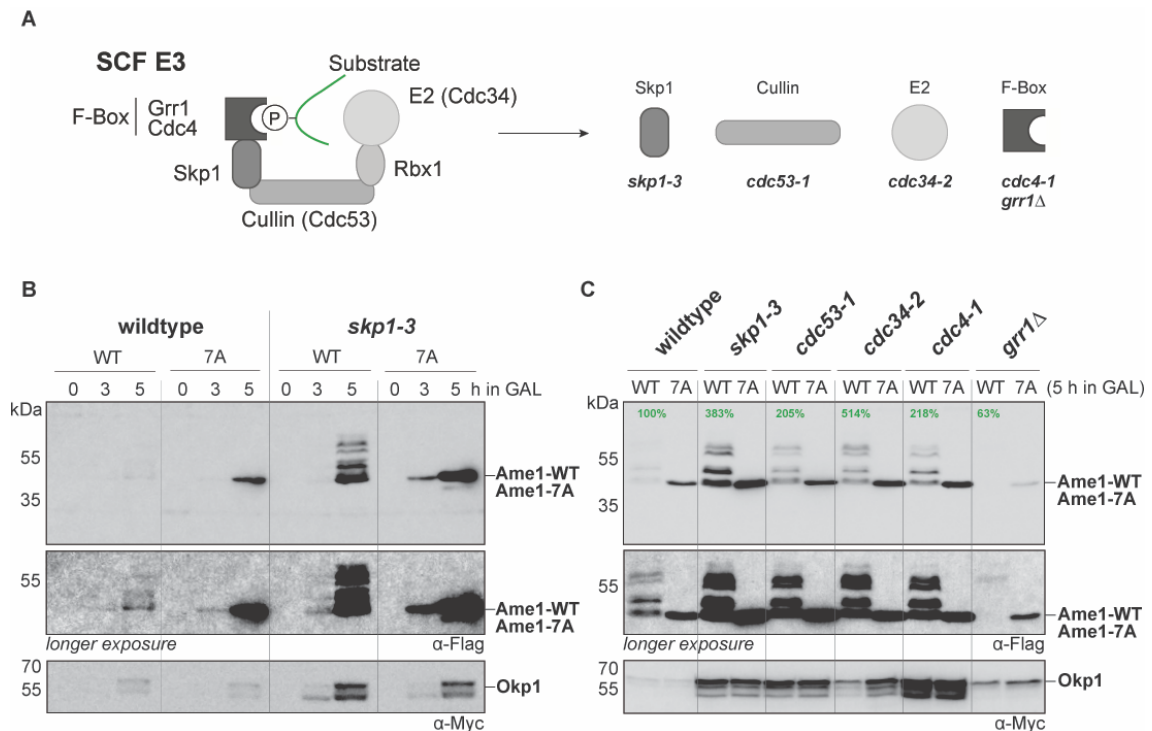 A
SCF E3
Substrate
F-Box
Grr1
Cdc4
P
E2 (Cdc34)
Skp1
Rbx1
Cullin (Cdc53)
Skp1 Cullin E2 F-Box
skp1-3 cdc53-1 cdc34-2 cdc4-1
grr1Δ
B
wildtype skp1-3
WT 7A WT 7A
0 3 5 0 3 5 0 3 5 0 3 5 h in GAL
kDa
55
35
Ame1-WT
Ame1-7A
55
Ame1-WT
Ame1-7A
longer exposure α-Flag
70
55
Okp1
α-Myc
C
wildtype skp1-3 cdc53-1 cdc34-2 cdc4-1 grr1Δ
WT 7A WT 7A WT 7A WT 7A WT 7A WT 7A (5 h in GAL)
kDa
100% 383% 205% 514% 218% 63%
55
35
Ame1-WT
Ame1-7A
55
Ame1-WT
Ame1-7A
longer exposure α-Flag
70
55
Okp1
α-Myc